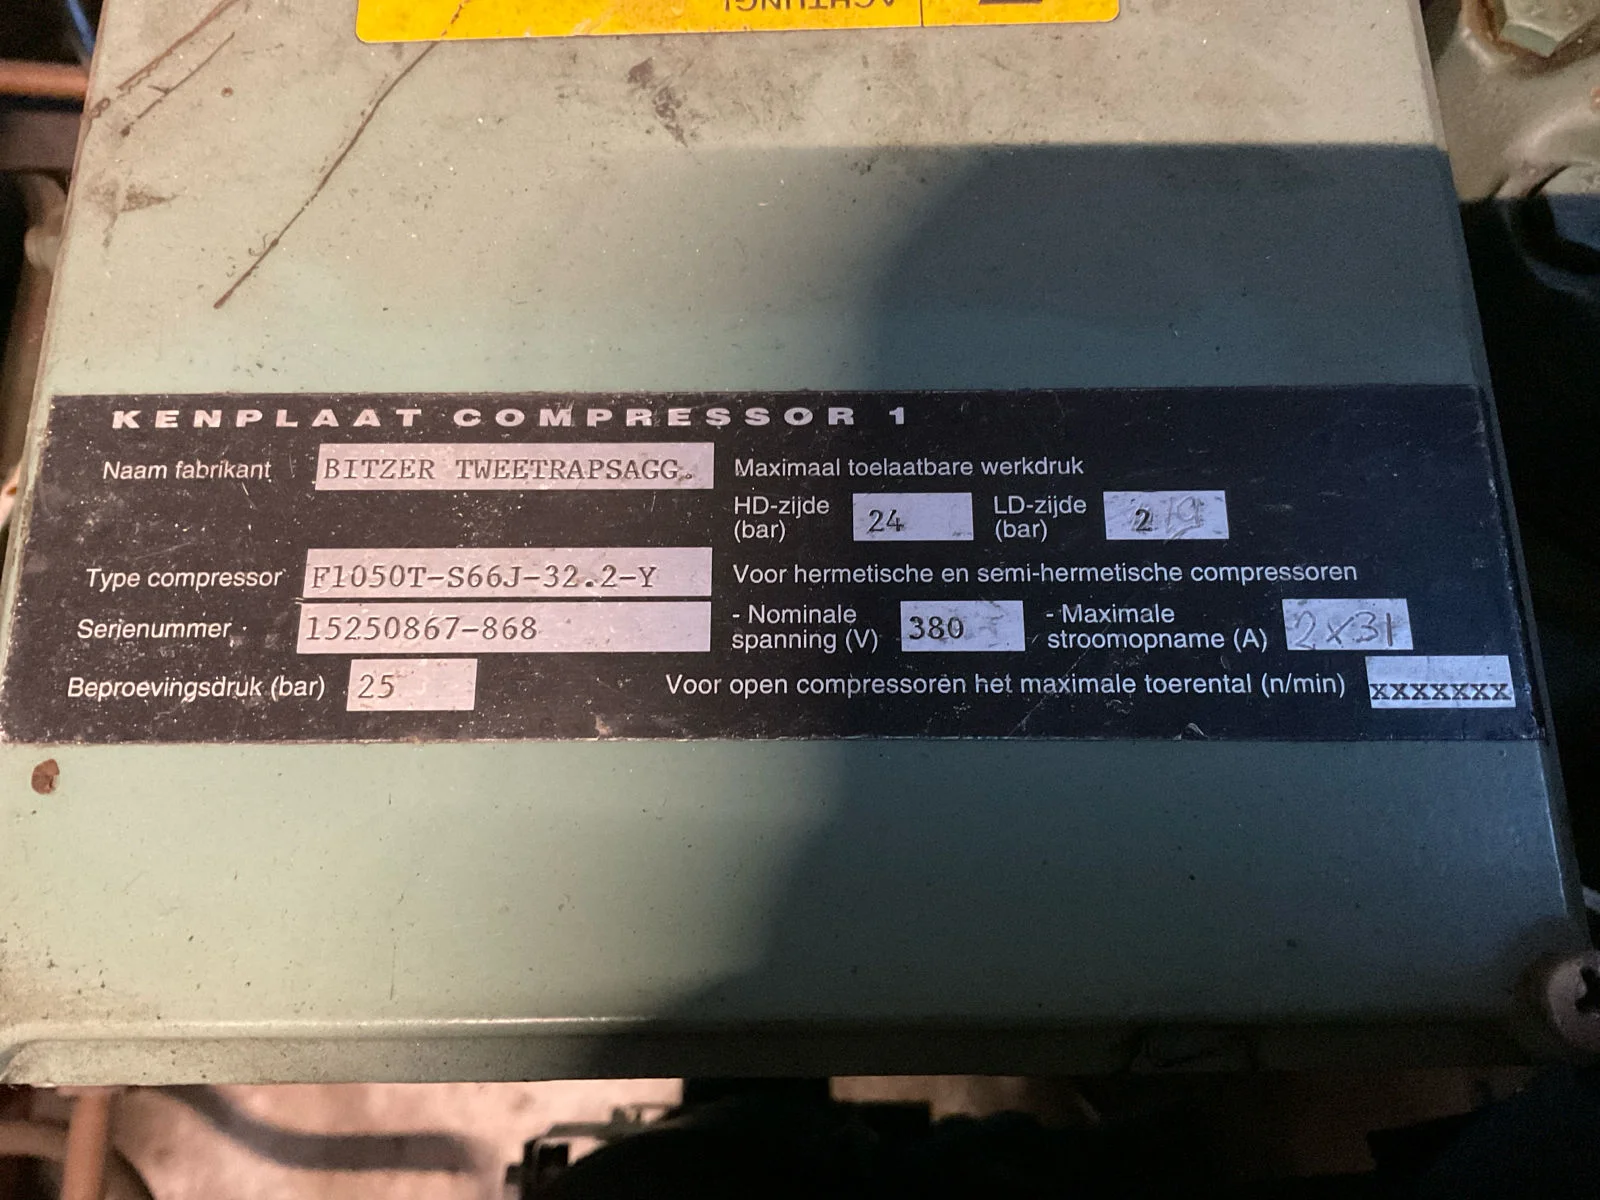 ACHTUNG!
KENPLAAT COMPRESSOR 1
Naam fabrikant BITZER TWEETRAPSAGG.
Maximaal toelaatbare werkdruk
HD-zijde (bar) 24 LD-zijde (bar)
Type compressor F1050T-S66J-32.2-Y
Voor hermetische en semi-hermetische compressoren
Serienummer 15250867-868
- Nominale spanning (V) 380 - Maximale stroomopname (A) 2x31
Beproevingsdruk (bar) 25
Voor open compressoren het maximale toerental (n/min) xxxxxxx